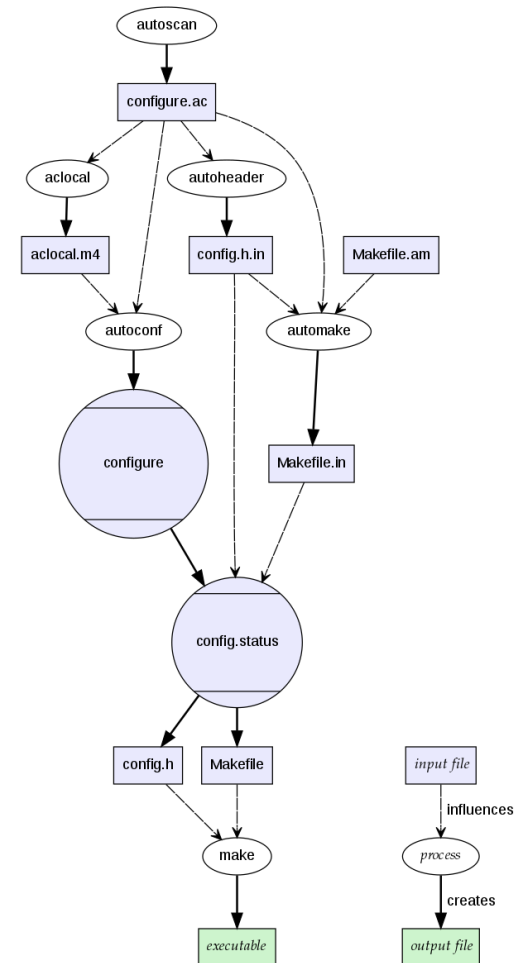 autoscan
configure.ac
aclocal
autoheader
aclocal.m4
config.h.in
Makefile.am
autoconf
automake
configure
Makefile.in
config.status
config.h
Makefile
input file
influences
make
process
creates
executable
output file